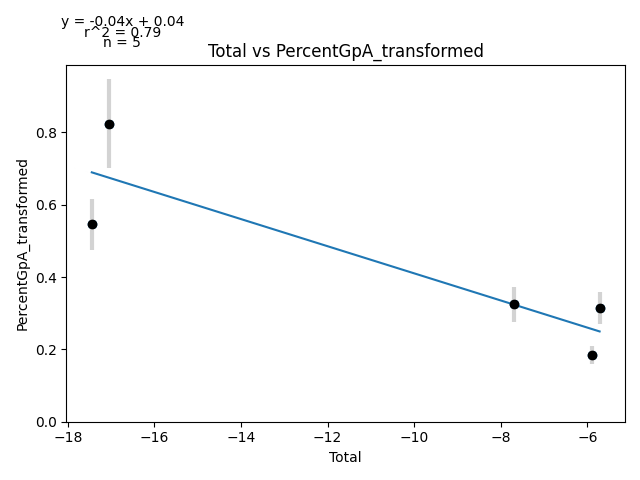 y = -0.04x + 0.04
r^2 = 0.79
n = 5
Total vs PercentGpA_transformed
PercentGpA_transformed
0.8
0.6
0.4
0.2
0.0
−18 −16 −14 −12 −10 −8 −6
Total